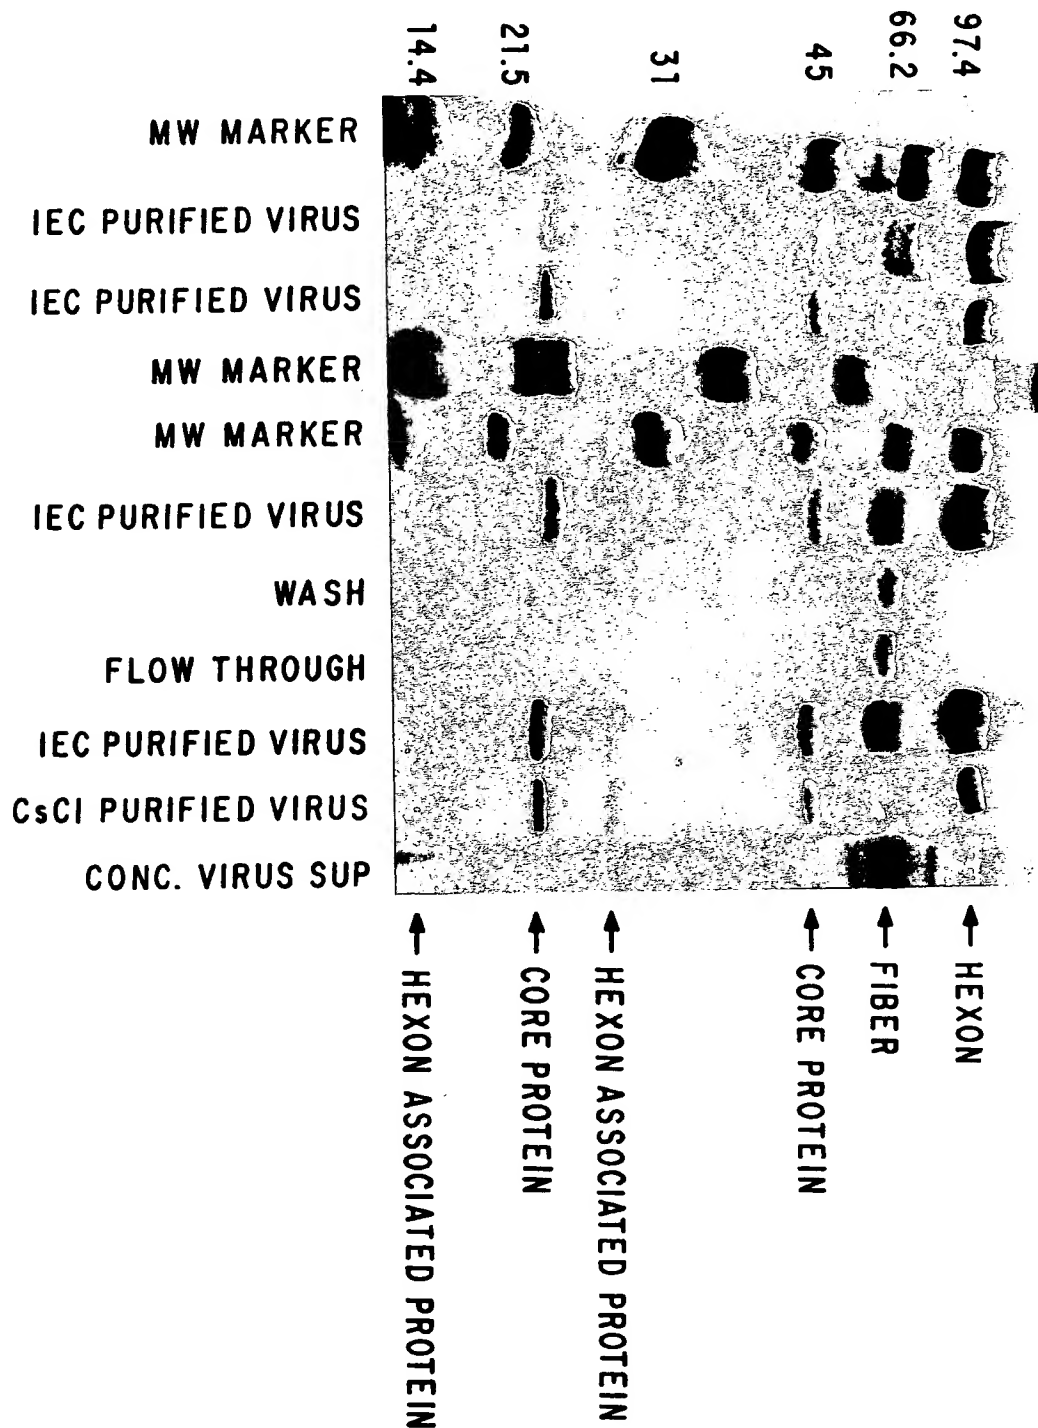 14.4
21.5
31
45
66.2
97.4
MW MARKER
IEC PURIFIED VIRUS
IEC PURIFIED VIRUS
MW MARKER
MW MARKER
IEC PURIFIED VIRUS
WASH
FLOW THROUGH
IEC PURIFIED VIRUS
CsCl PURIFIED VIRUS
CONC. VIRUS SUP
HEXON ASSOCIATED PROTEIN
CORE PROTEIN
HEXON ASSOCIATED PROTEIN
CORE PROTEIN
FIBER
HEXON